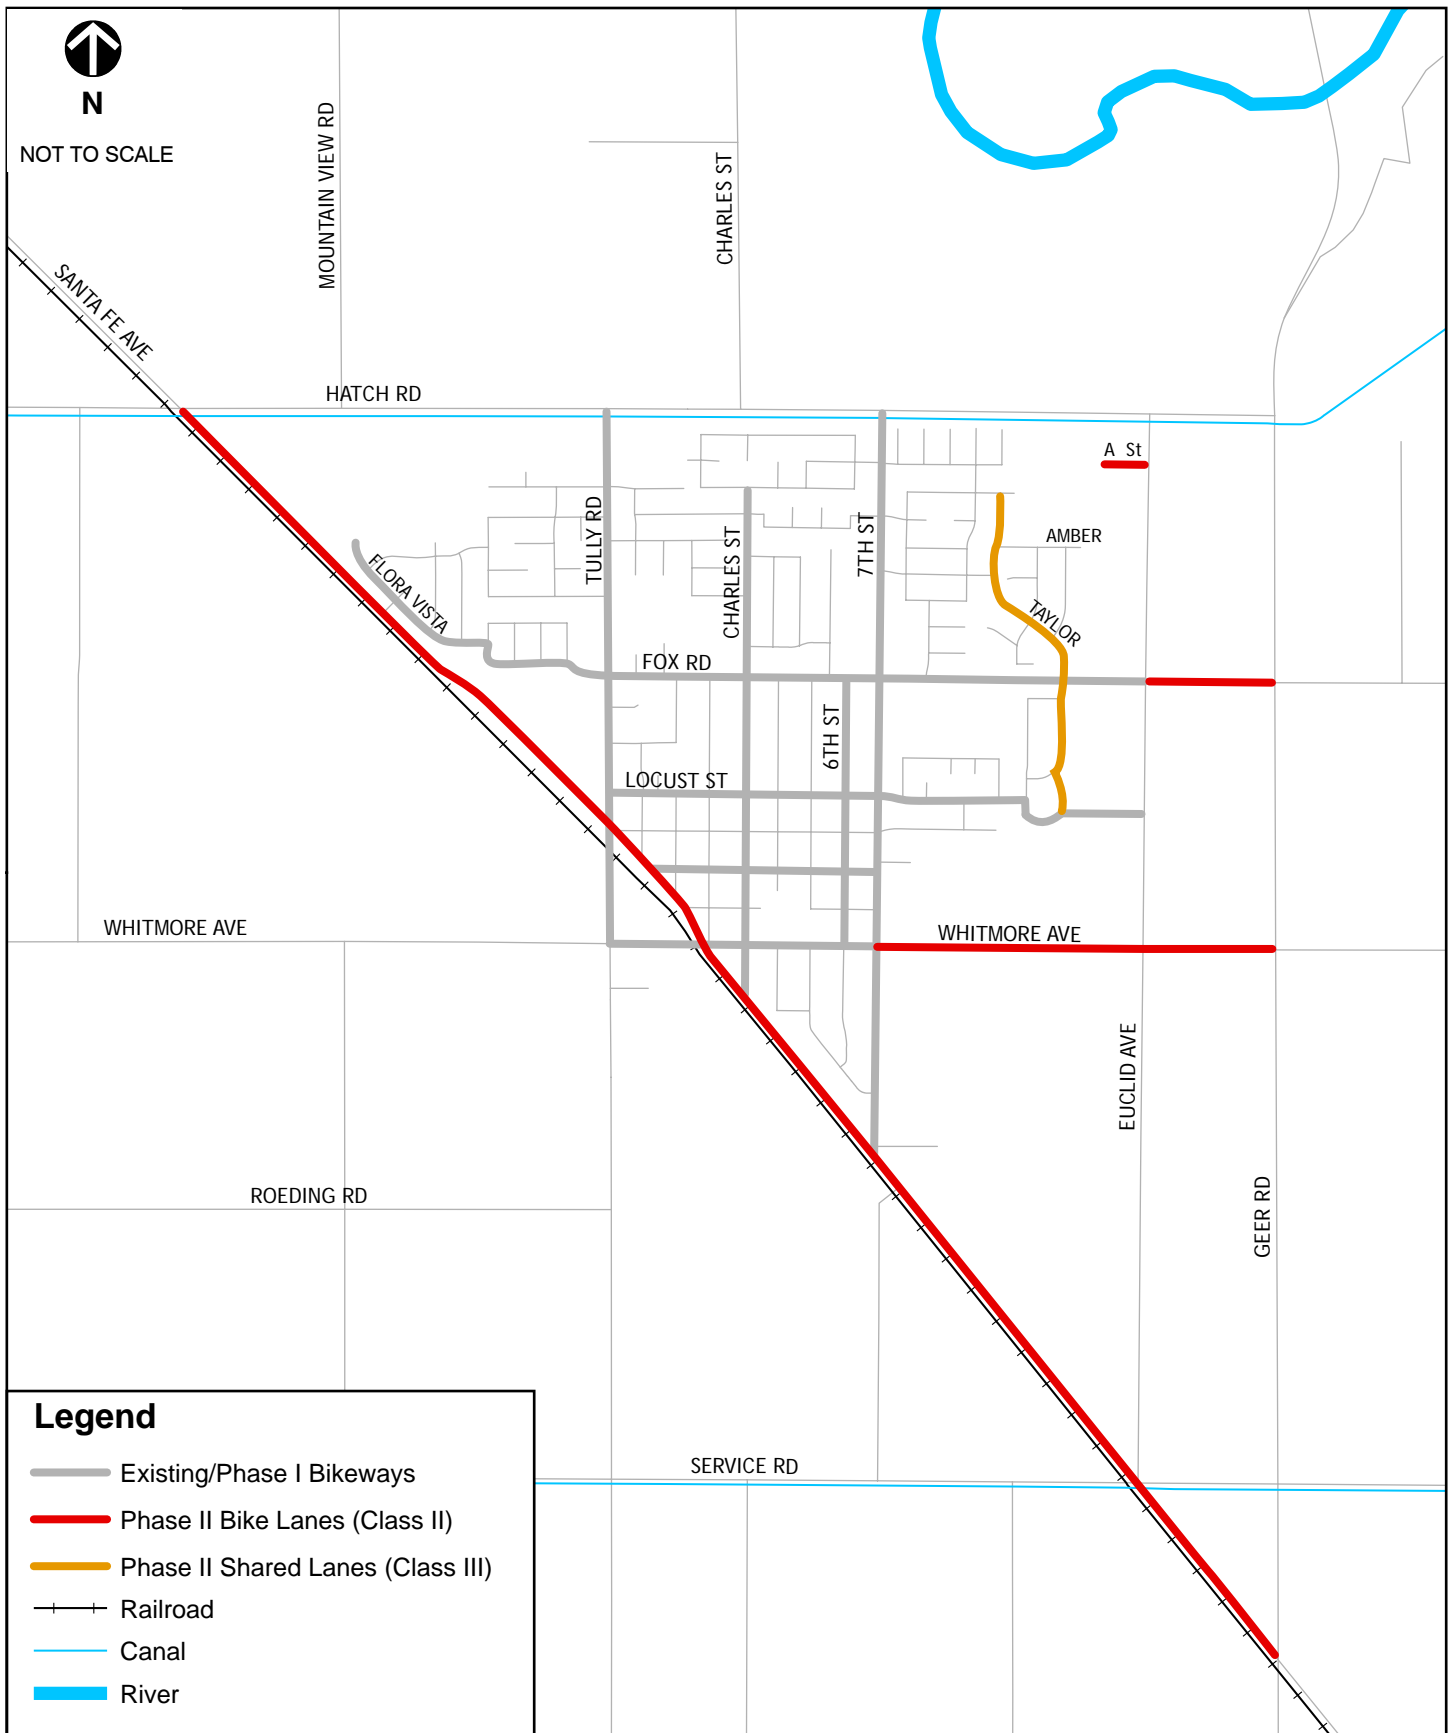 N
NOT TO SCALE
MOUNTAIN VIEW RD
CHARLES ST
SANTA FE AVE
HATCH RD
A St
TULLY RD
CHARLES ST
7TH ST
AMBER
FLORA VISTA
TAYLOR
FOX RD
6TH ST
LOCUST ST
WHITMORE AVE
WHITMORE AVE
EUCLID AVE
ROEDING RD
GEER RD
SERVICE RD
Legend
Existing/Phase I Bikeways
Phase II Bike Lanes (Class II)
Phase II Shared Lanes (Class III)
Railroad
Canal
River